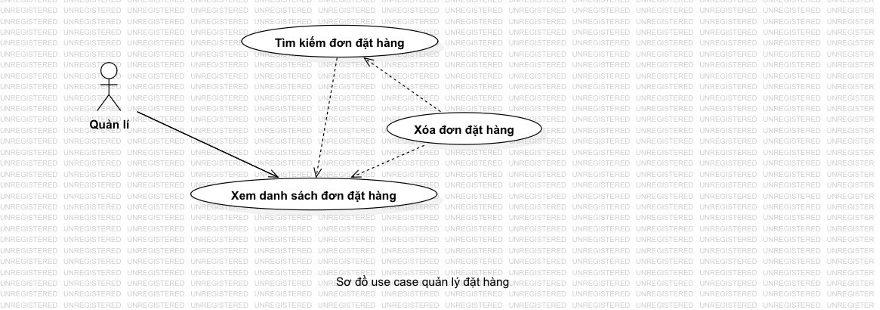 UNREGISTERED
Tìm kiếm đơn đặt hàng
Quản lí
Xóa đơn đặt hàng
Xem danh sách đơn đặt hàng
Sơ đồ use case quản lý đặt hàng